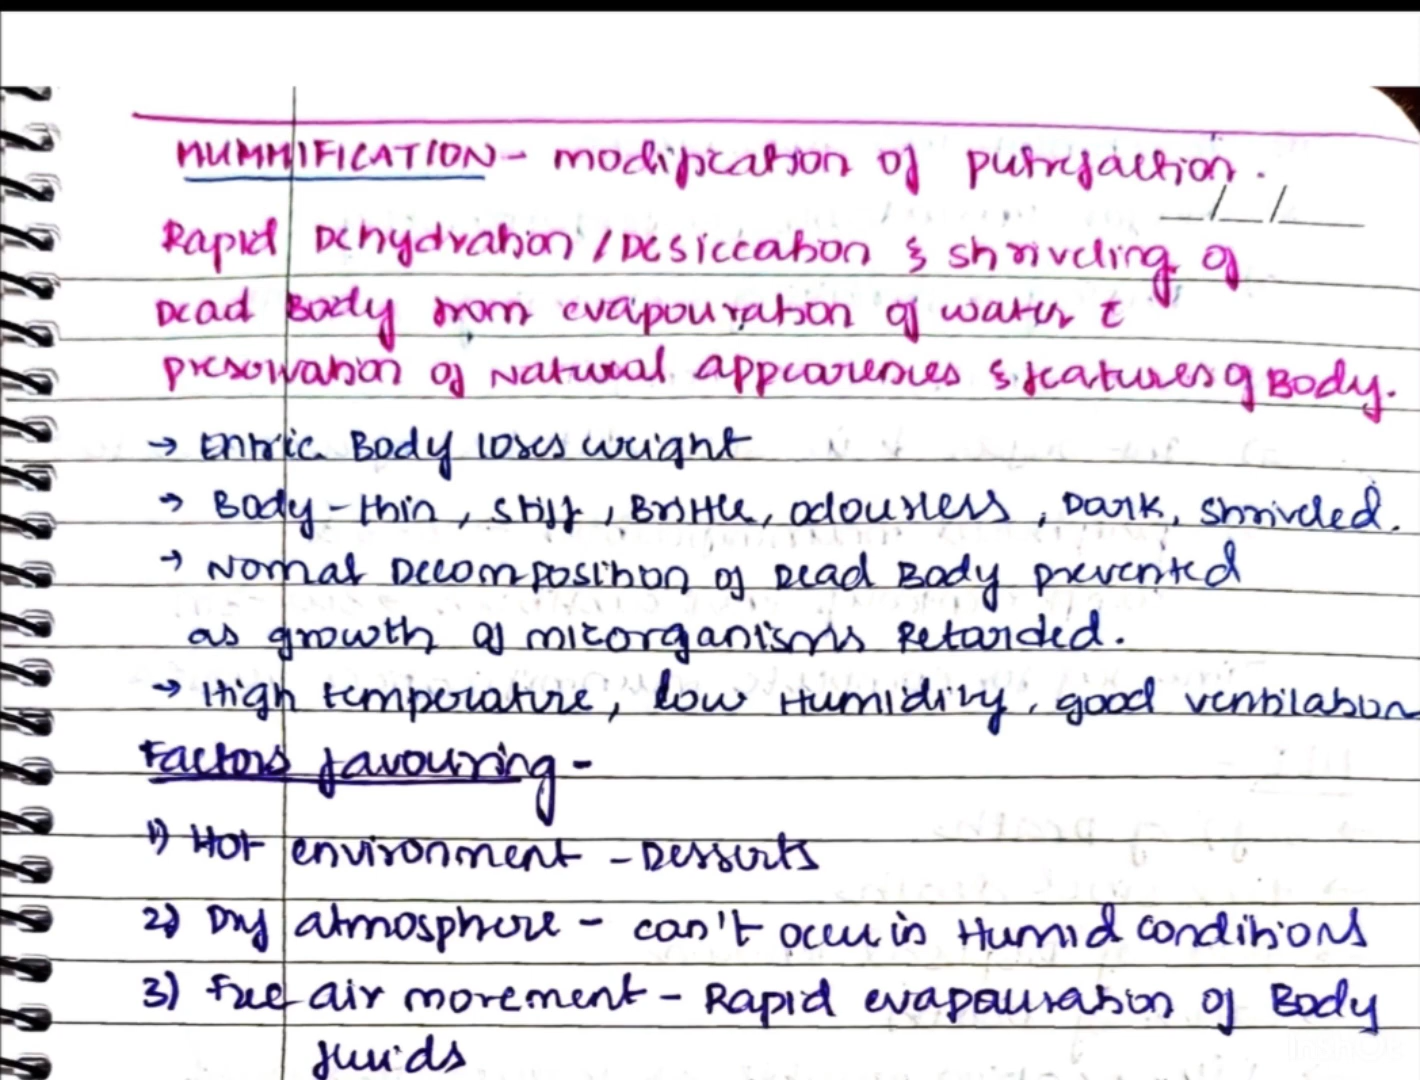 MUMMIFICATION - modification of putrefaction.
Rapid Dehydration / Desiccation & shriveling of
Dead Body from evapouration of water c̄
preservation of Natural appearences & features of Body.
→ Entire Body loses weight
→ Body - thin, stiff, Brittle, odourless, Dark, Shriveled.
→ Normal Decomposition of Dead Body prevented
as growth of micorganisms Retarded.
→ High temperature, low Humidity, good ventilation
Factors favouring -
1) Hot environment - Desserts
2) Dry atmosphere - can't occur in Humid conditions
3) Free air movement - Rapid evapouration of Body
fluids